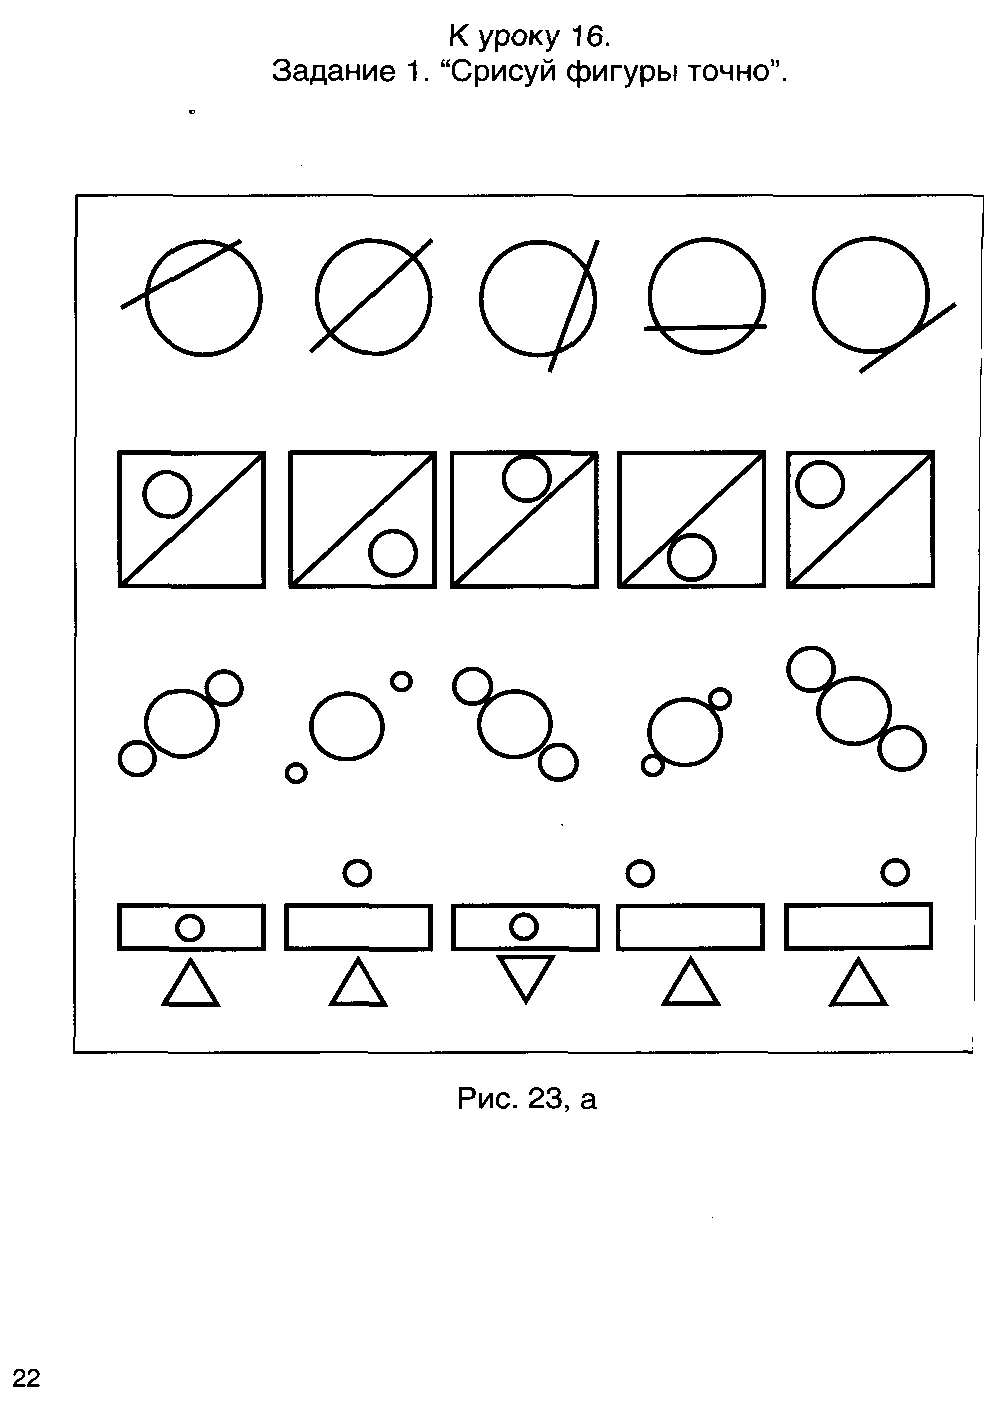 К уроку 16.
Задание 1. “Срисуй фигуры точно”.
Рис. 23, а
22